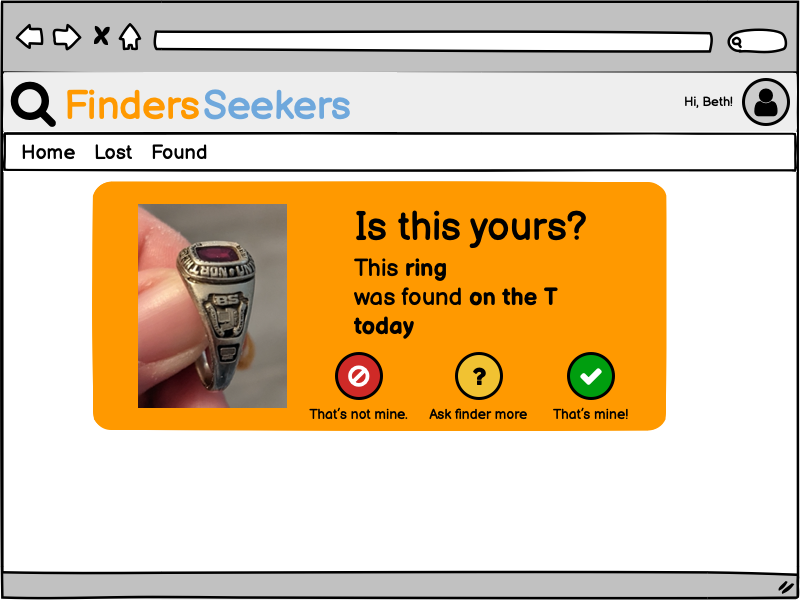 FindersSeekers
Hi, Beth!
Home Lost Found
Is this yours?
This ring
was found on the T
today
?
That's not mine. Ask finder more That's mine!
BS